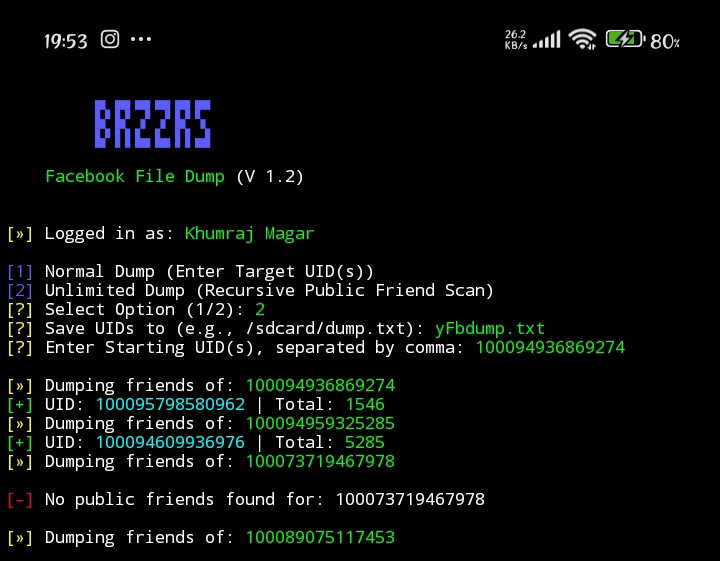 19:53
26.2 KB/s
80%
BRZZRS
Facebook File Dump (V 1.2)
[»] Logged in as: Khumraj Magar
[1] Normal Dump (Enter Target UID(s))
[2] Unlimited Dump (Recursive Public Friend Scan)
[?] Select Option (1/2): 2
[?] Save UIDs to (e.g., /sdcard/dump.txt): yFbdump.txt
[?] Enter Starting UID(s), separated by comma: 100094936869274
[»] Dumping friends of: 100094936869274
[+] UID: 100095798580962 | Total: 1546
[»] Dumping friends of: 100094959325285
[+] UID: 100094609936976 | Total: 5285
[»] Dumping friends of: 100073719467978
[-] No public friends found for: 100073719467978
[»] Dumping friends of: 100089075117453